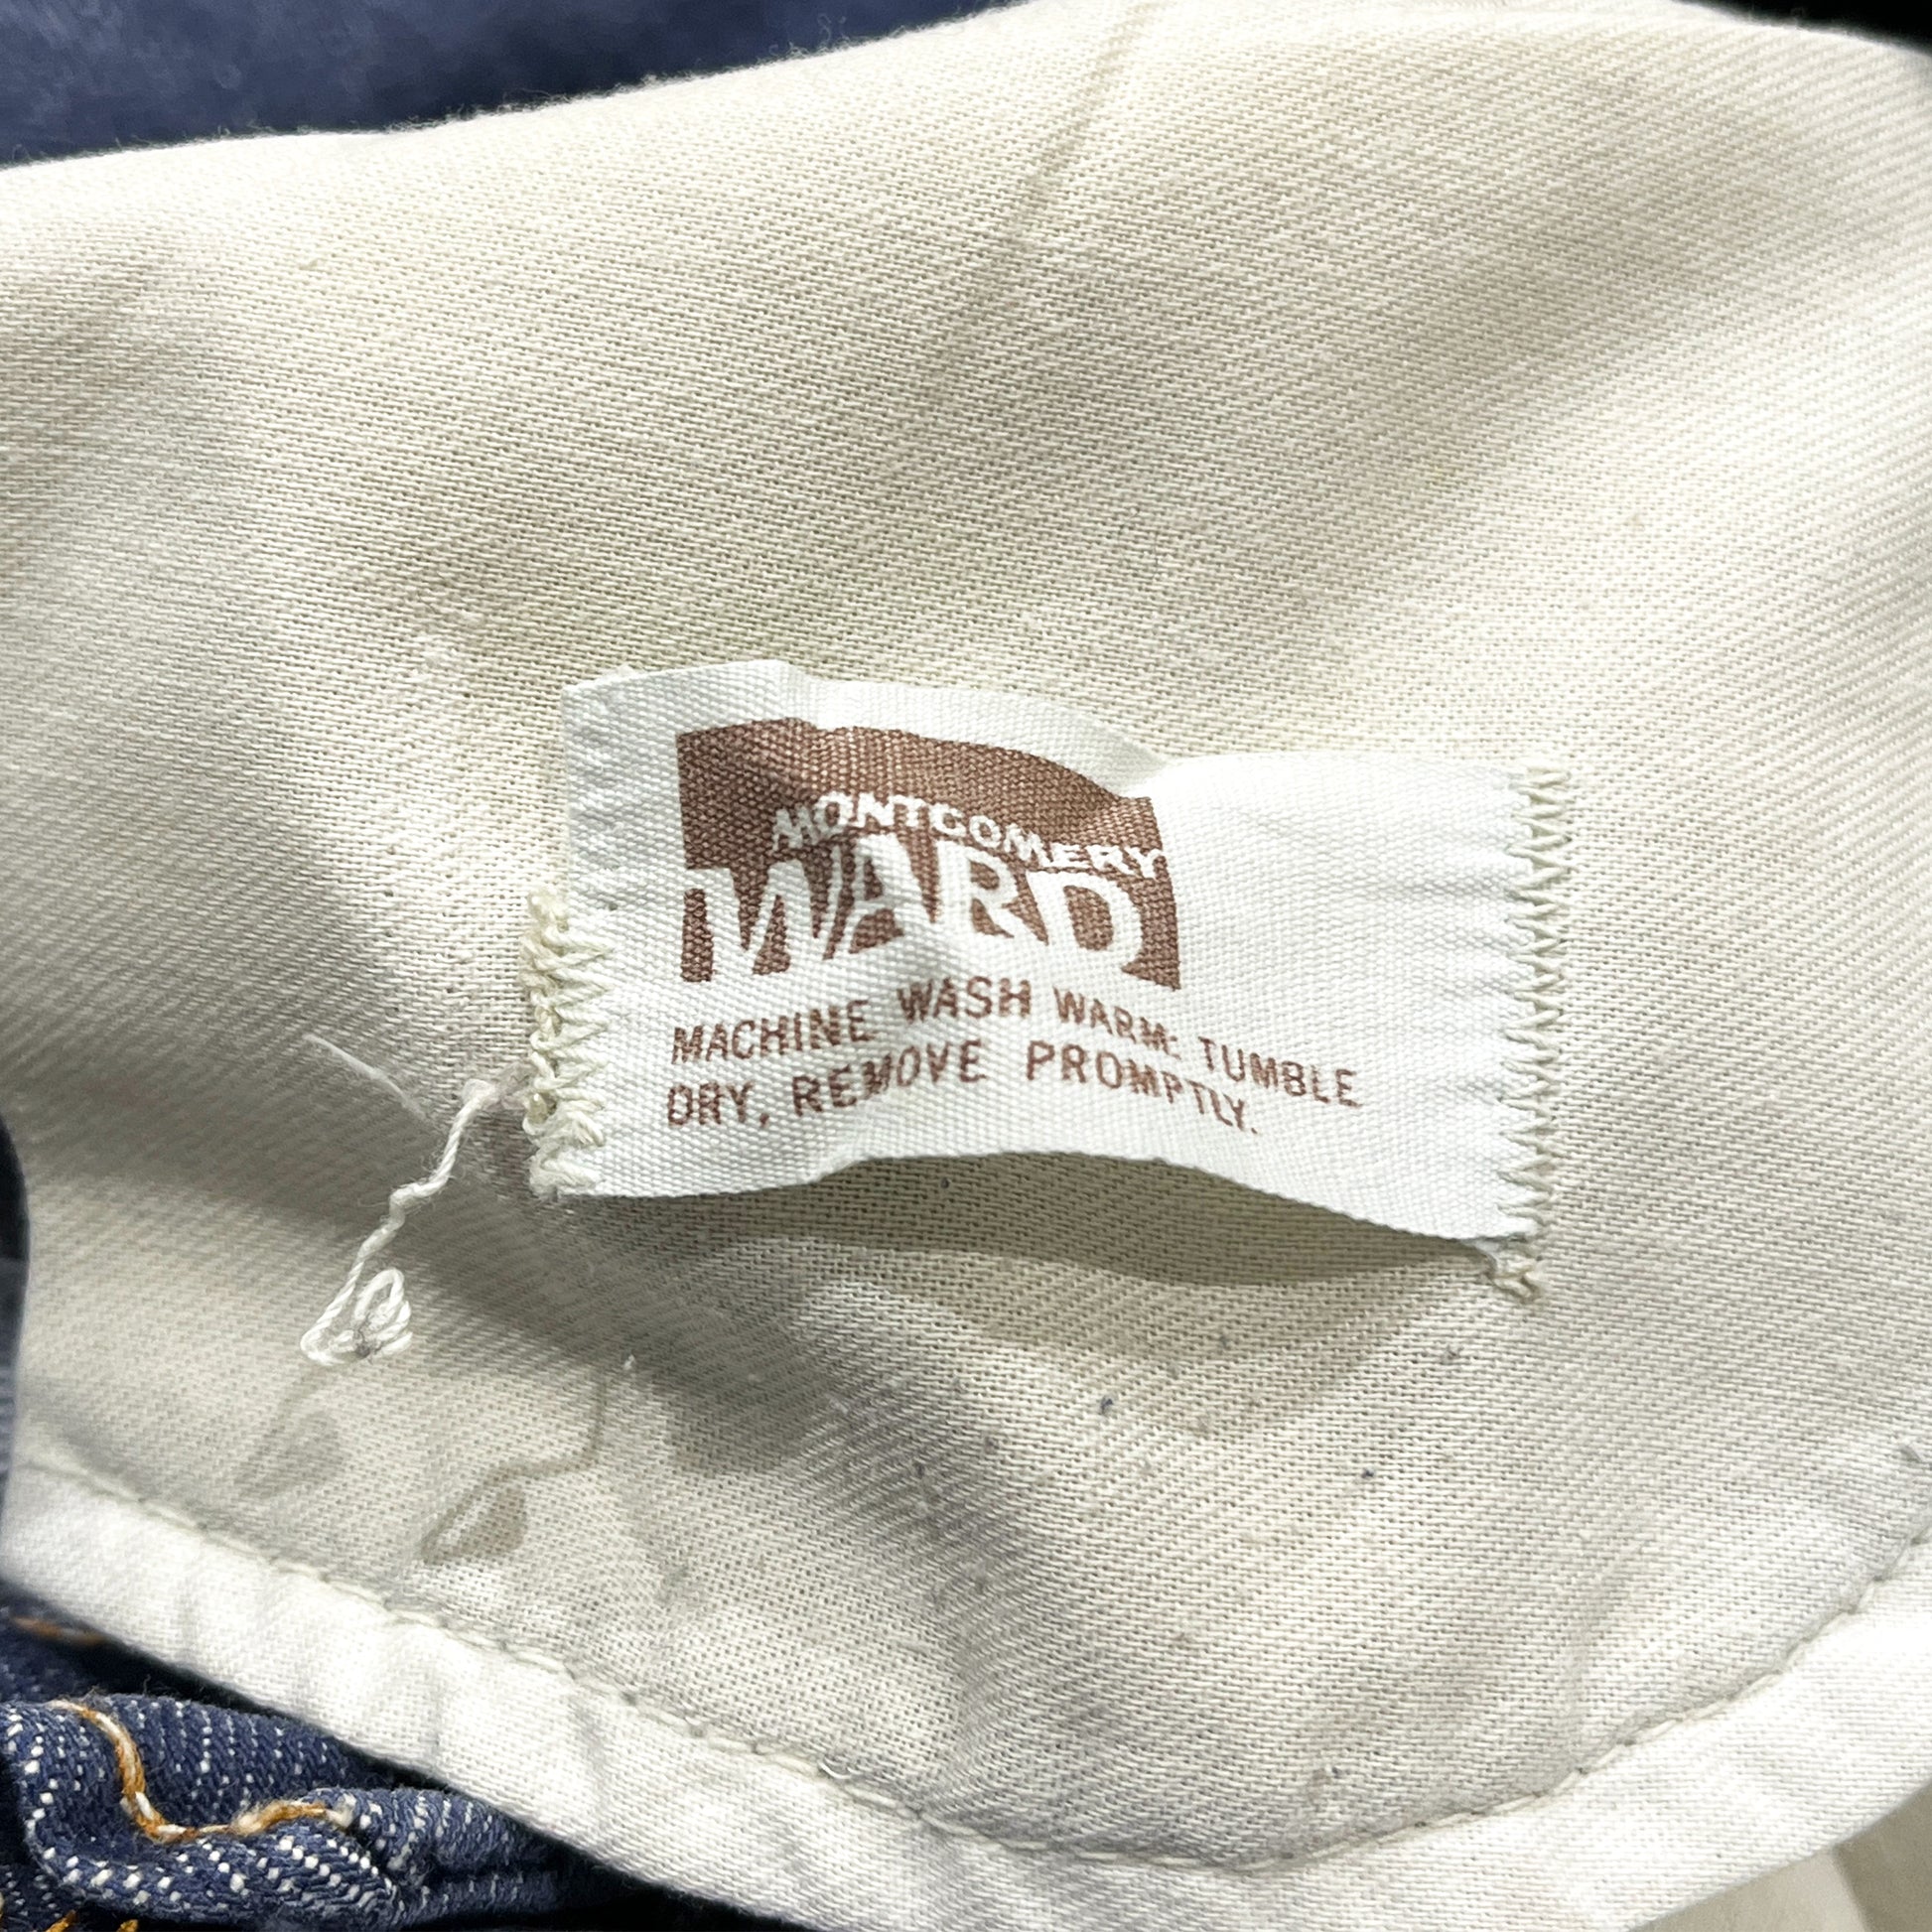 MONTGOMERY
WARD
MACHINE WASH WARM: TUMBLE
DRY, REMOVE PROMPTLY.